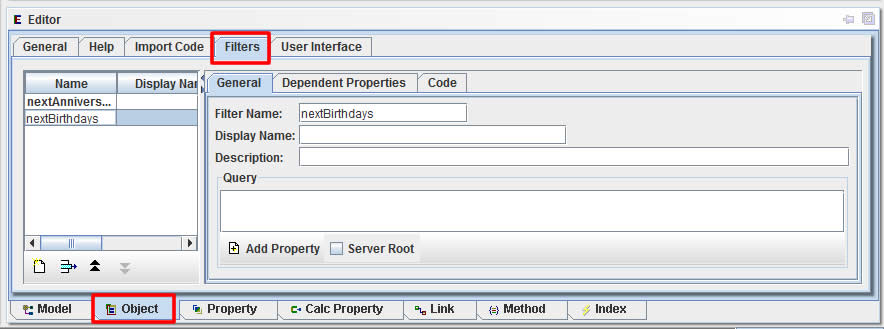 E Editor
General Help Import Code Filters User Interface
Name Display Nar
nextAnnivers...
nextBirthdays
General Dependent Properties Code
Filter Name: nextBirthdays
Display Name:
Description:
Query
Add Property Server Root
Model Object Property Calc Property Link Method Index